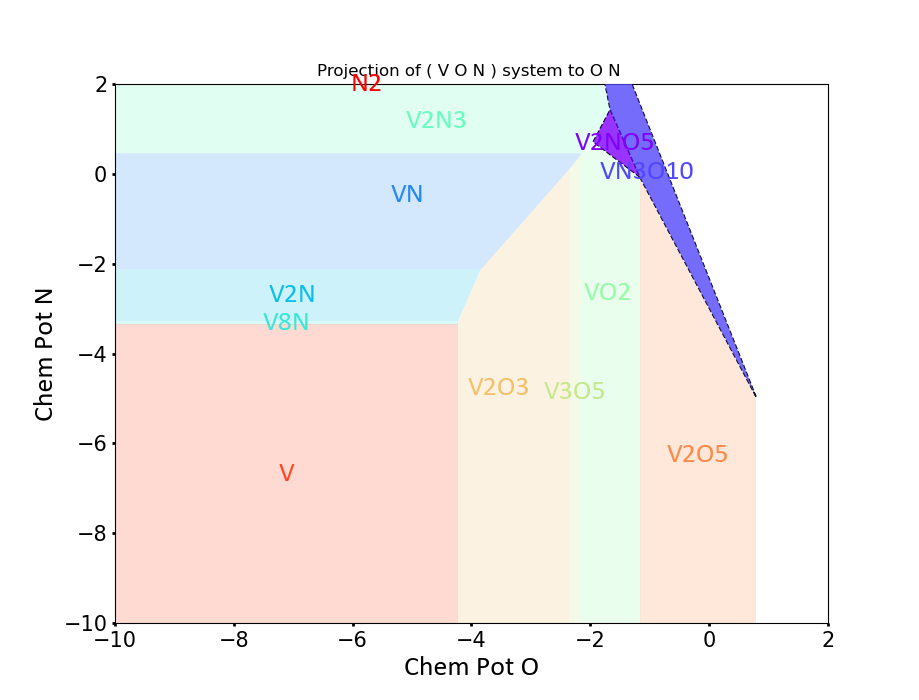 Projection of ( V O N ) system to O N
2
N2
V2N3
V2NO5
0
VN3O10
VN
−2
V2N
VO2
V8N
Chem Pot N
−4
V2O3
V3O5
−6
V2O5
V
−8
−10
−10 −8 −6 −4 −2 0 2
Chem Pot O